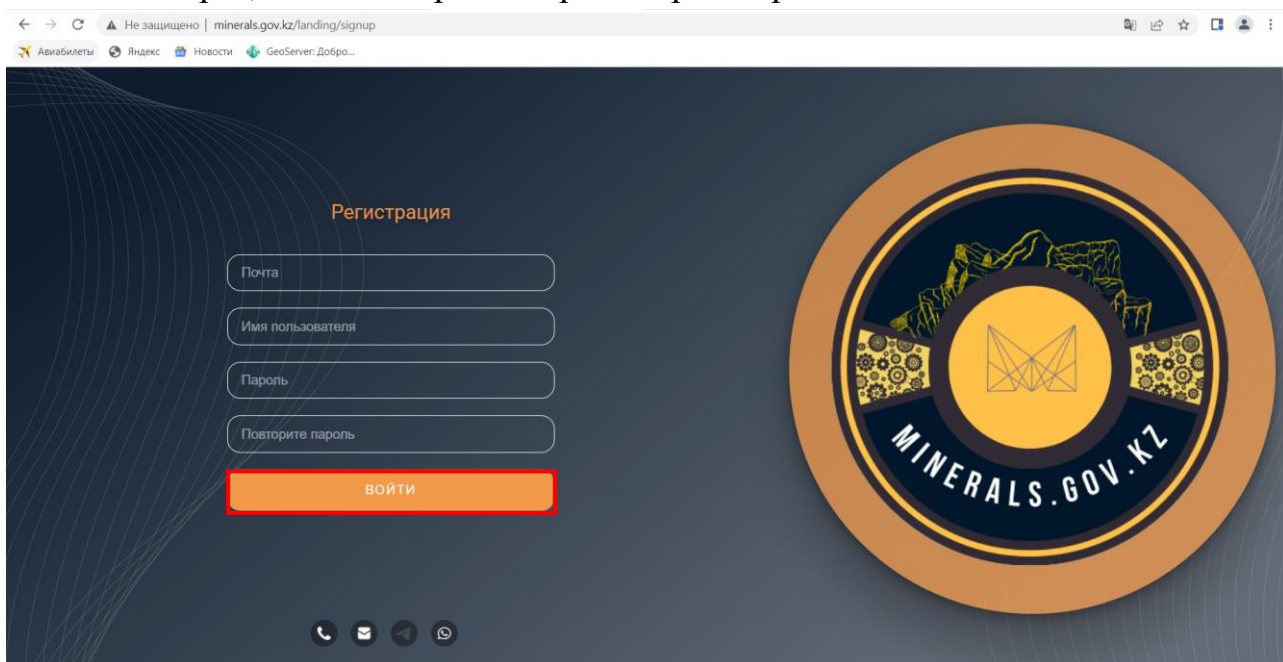 Не защищено | minerals.gov.kz/landing/signup
Авиабилеты Яндекс Новости GeoServer: Добро...
Регистрация
Почта
Имя пользователя
Пароль
Повторите пароль
ВОЙТИ
MINERALS.GOV.KZ